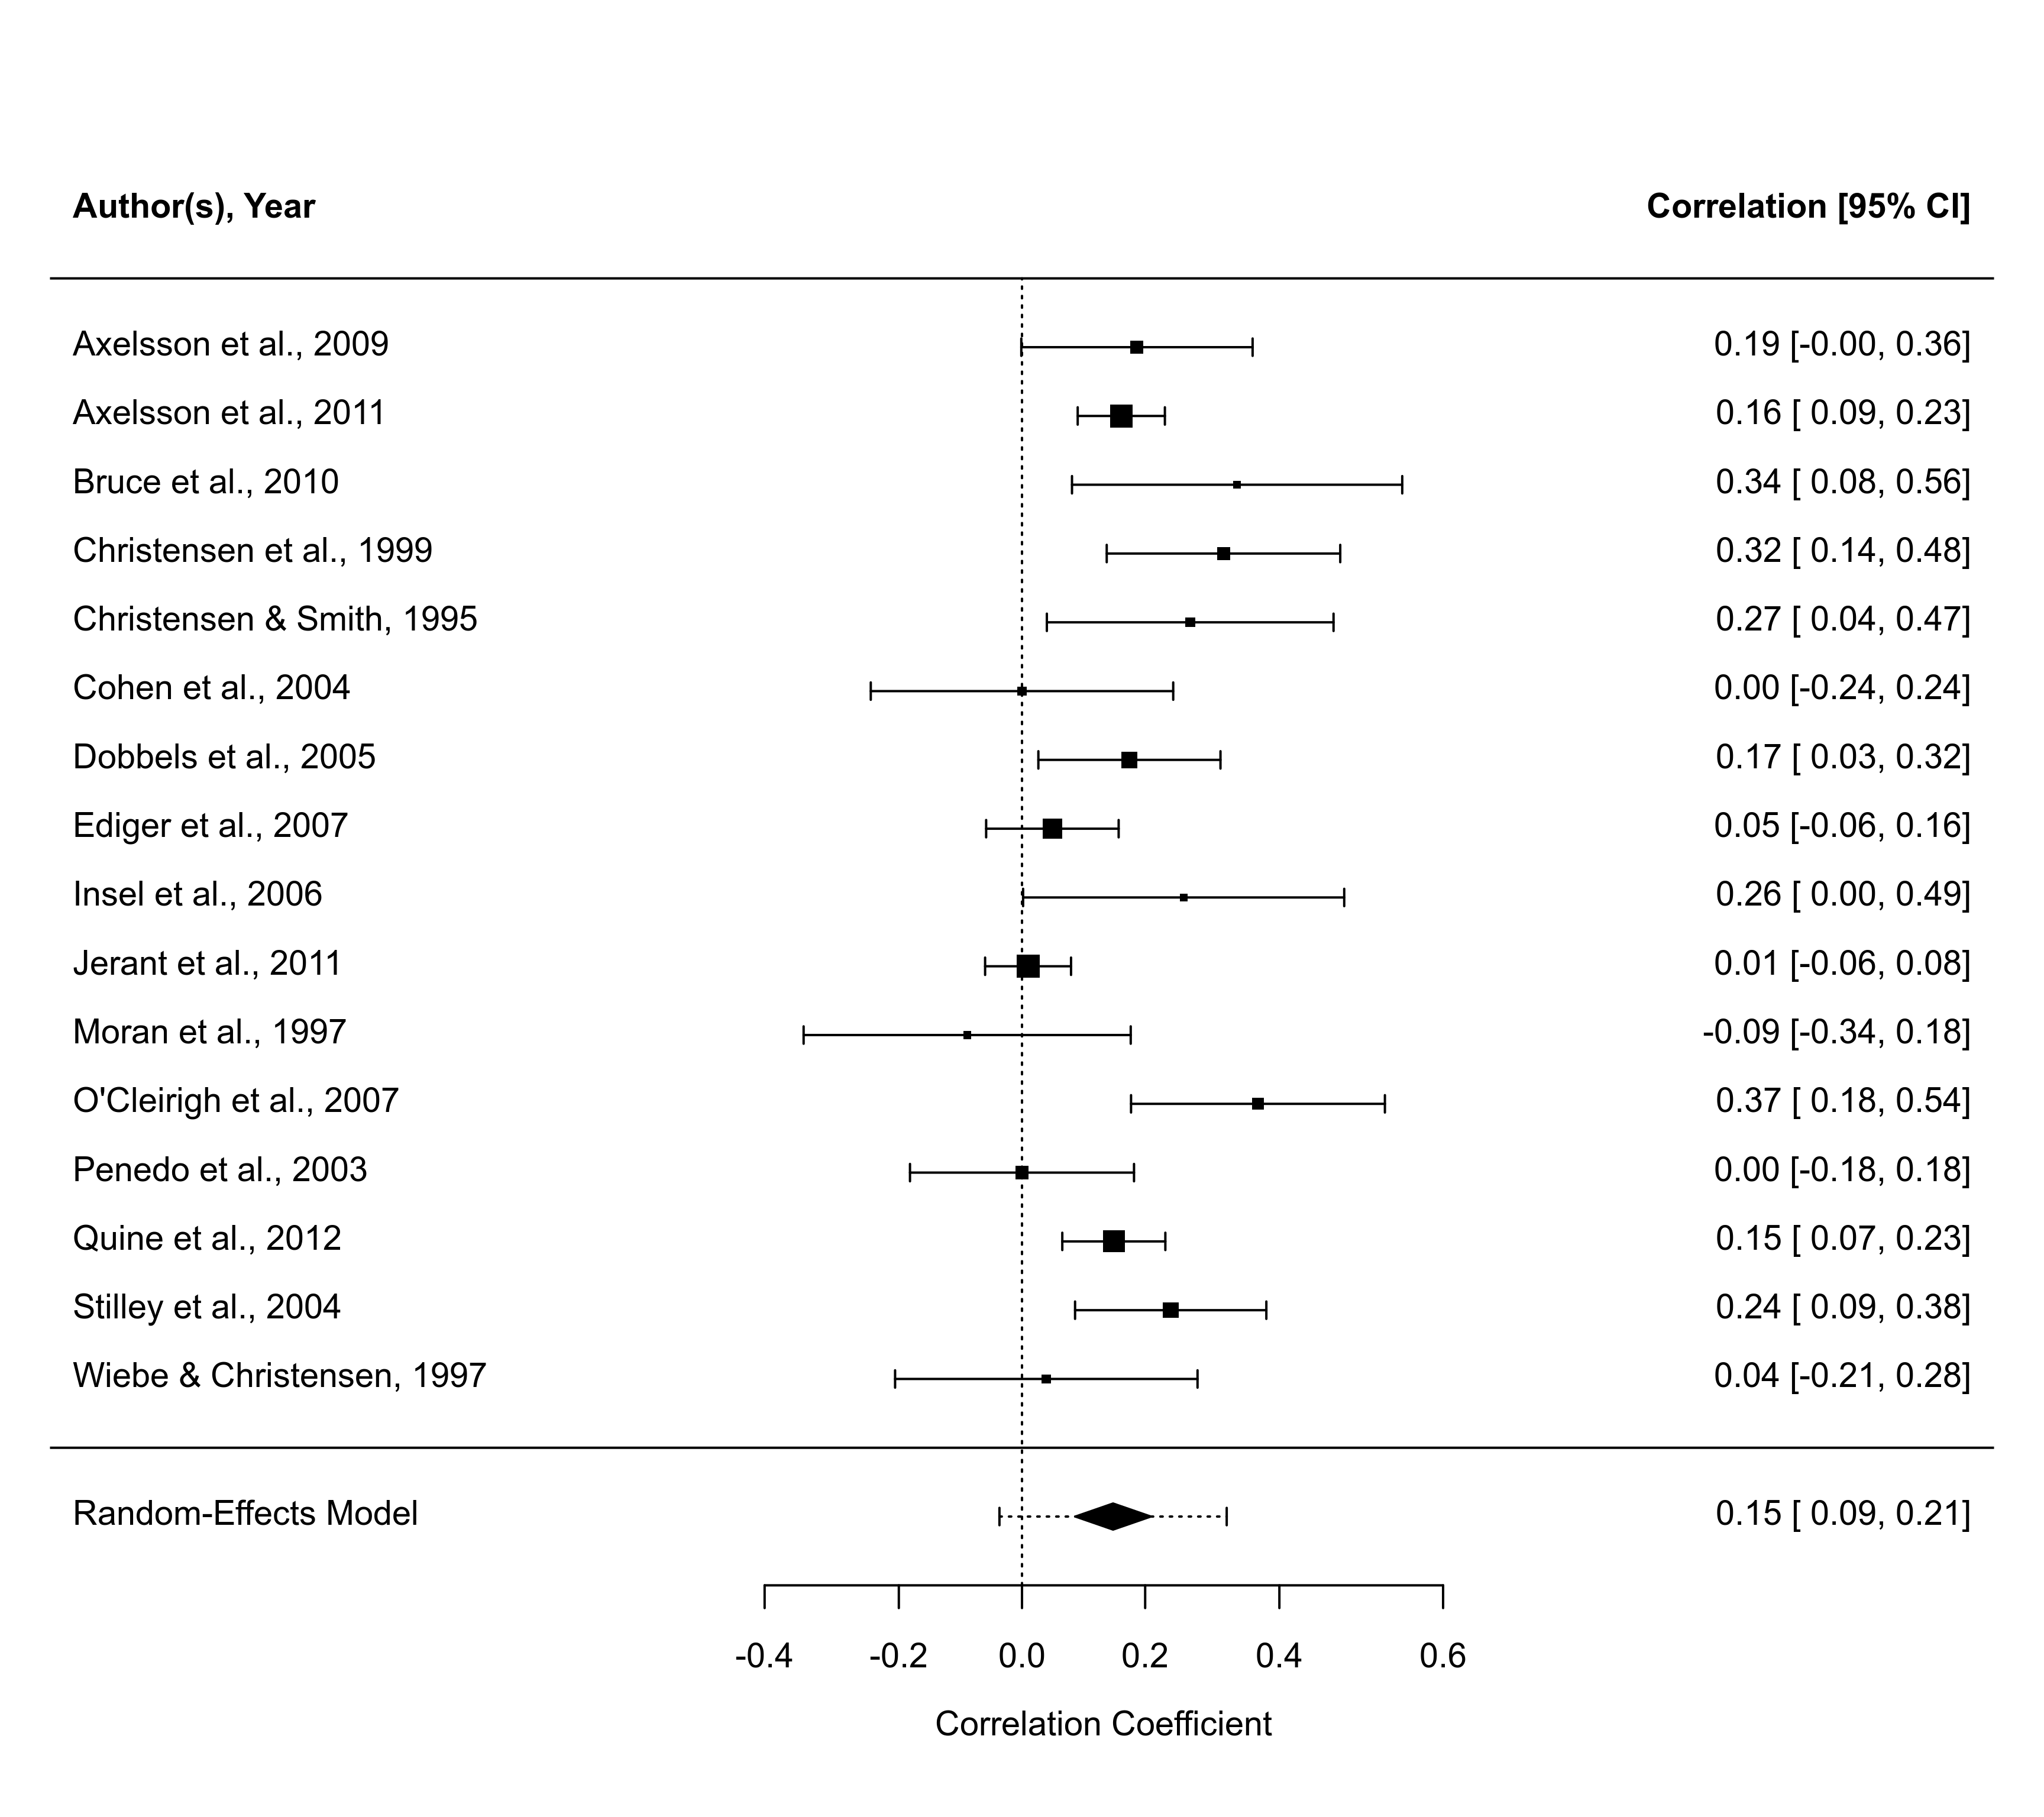 Author(s), Year Correlation [95% CI]
Axelsson et al., 2009 0.19 [-0.00, 0.36]
Axelsson et al., 2011 0.16 [ 0.09, 0.23]
Bruce et al., 2010 0.34 [ 0.08, 0.56]
Christensen et al., 1999 0.32 [ 0.14, 0.48]
Christensen & Smith, 1995 0.27 [ 0.04, 0.47]
Cohen et al., 2004 0.00 [-0.24, 0.24]
Dobbels et al., 2005 0.17 [ 0.03, 0.32]
Ediger et al., 2007 0.05 [-0.06, 0.16]
Insel et al., 2006 0.26 [ 0.00, 0.49]
Jerant et al., 2011 0.01 [-0.06, 0.08]
Moran et al., 1997 -0.09 [-0.34, 0.18]
O'Cleirigh et al., 2007 0.37 [ 0.18, 0.54]
Penedo et al., 2003 0.00 [-0.18, 0.18]
Quine et al., 2012 0.15 [ 0.07, 0.23]
Stilley et al., 2004 0.24 [ 0.09, 0.38]
Wiebe & Christensen, 1997 0.04 [-0.21, 0.28]
Random-Effects Model 0.15 [ 0.09, 0.21]
-0.4 -0.2 0.0 0.2 0.4 0.6
Correlation Coefficient